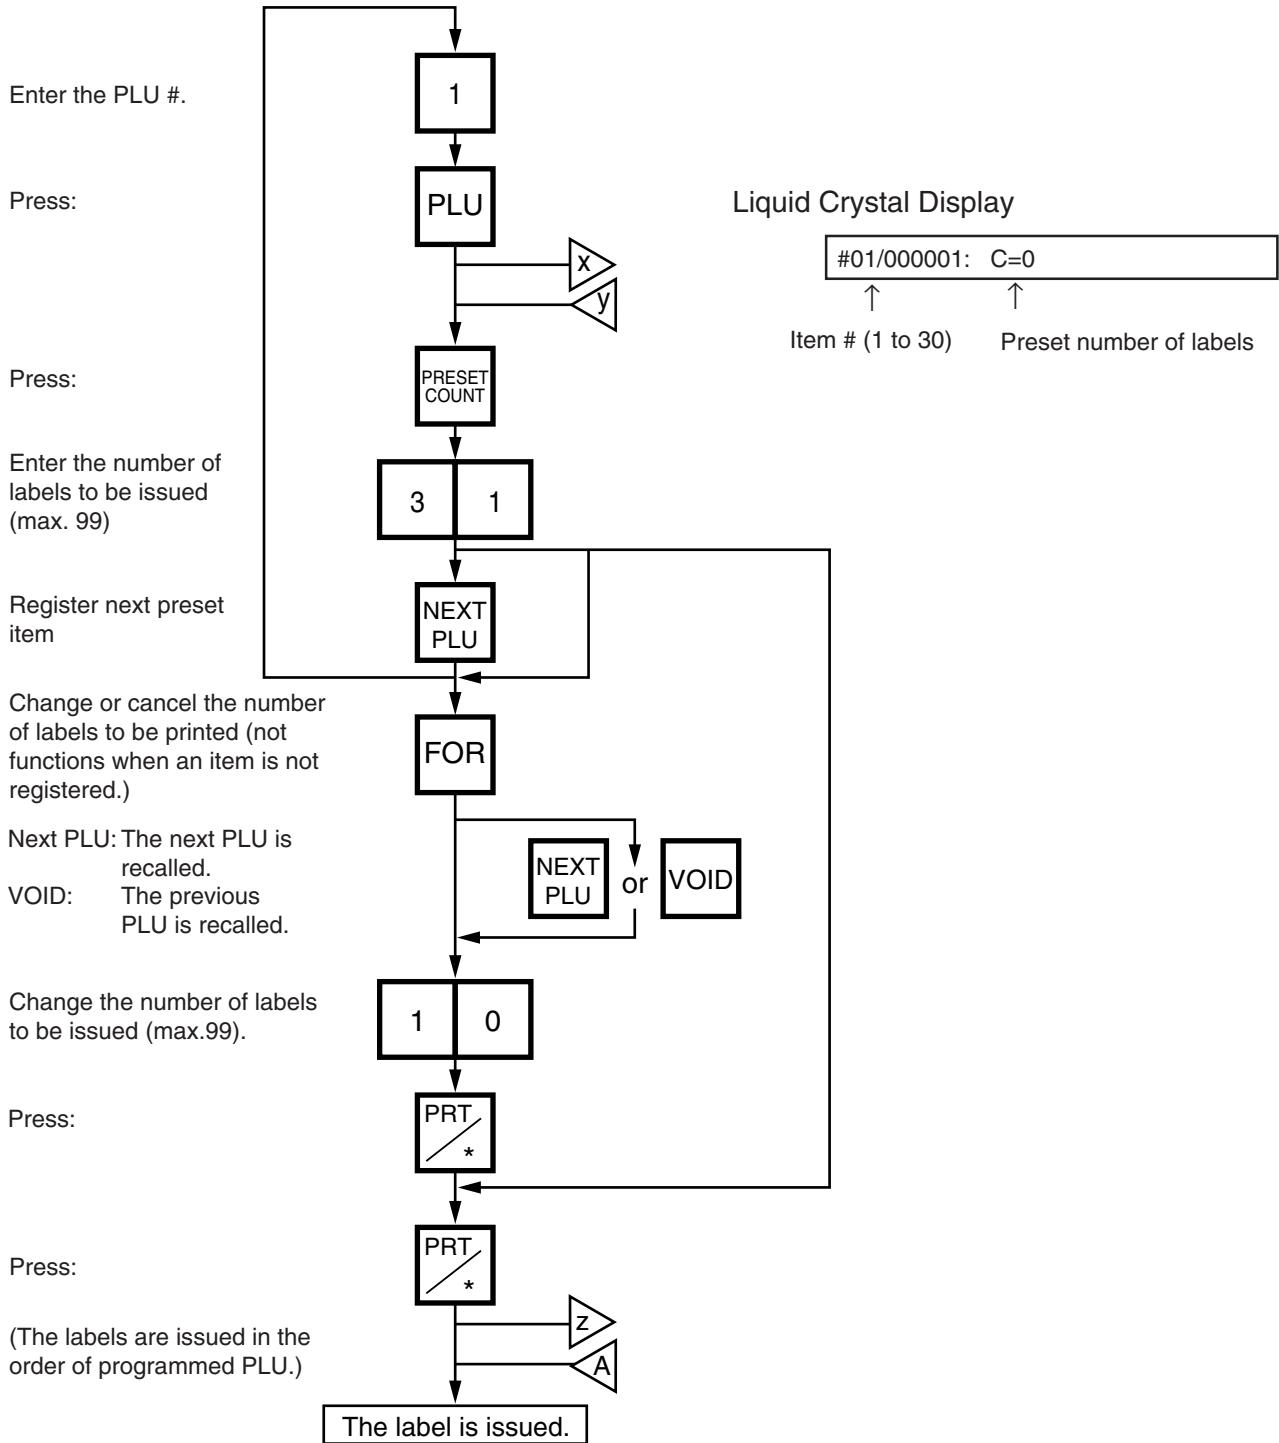 Enter the PLU #.
1
Press:
PLU
Liquid Crystal Display
x
#01/000001: C=0
y
Item # (1 to 30)
Preset number of labels
Press:
PRESET
COUNT
Enter the number of
labels to be issued
(max. 99)
3 1
Register next preset
item
NEXT
PLU
Change or cancel the number
of labels to be printed (not
functions when an item is not
registered.)
FOR
Next PLU: The next PLU is
recalled.
VOID: The previous
PLU is recalled.
NEXT
PLU
or
VOID
Change the number of labels
to be issued (max.99).
1 0
Press:
PRT
*
Press:
PRT
*
(The labels are issued in the
order of programmed PLU.)
z
A
The label is issued.